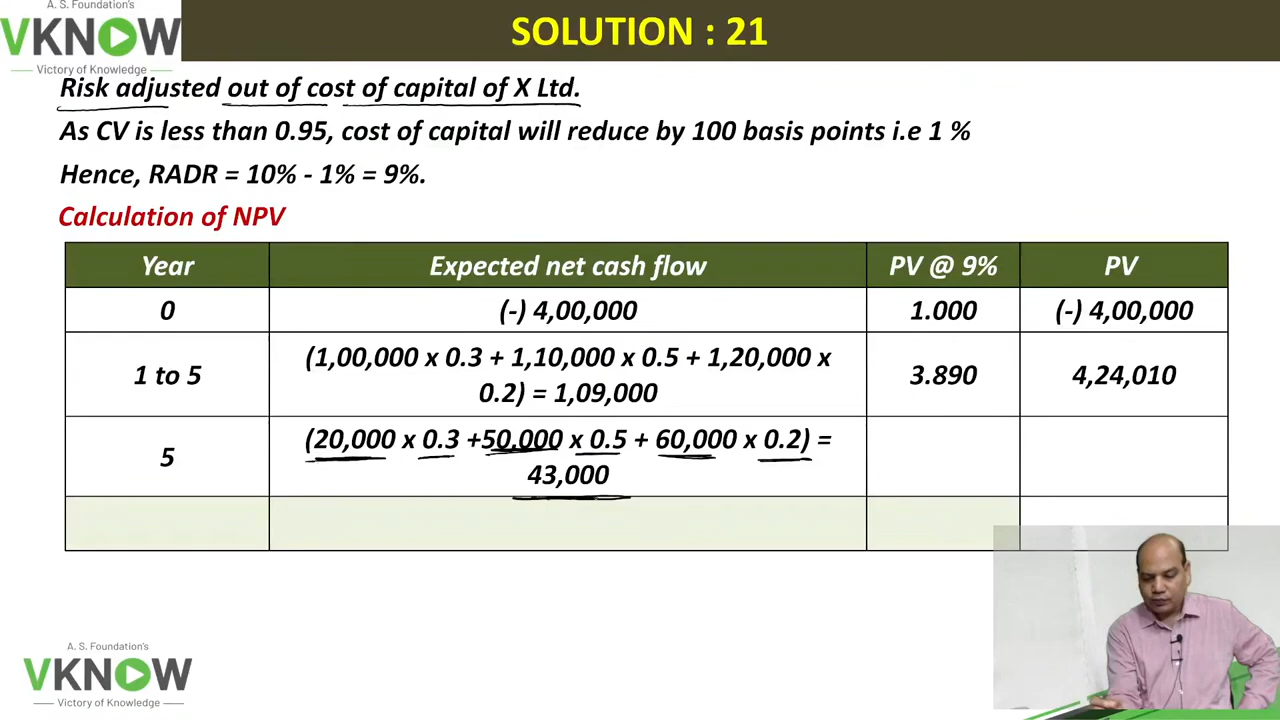 A. S. Foundation's
VKNOW
Victory of Knowledge
SOLUTION : 21
Risk adjusted out of cost of capital of X Ltd.
As CV is less than 0.95, cost of capital will reduce by 100 basis points i.e 1 %
Hence, RADR = 10% - 1% = 9%.
Calculation of NPV
Year Expected net cash flow PV @ 9% PV
0 (-) 4,00,000 1.000 (-) 4,00,000
1 to 5 (1,00,000 x 0.3 + 1,10,000 x 0.5 + 1,20,000 x
0.2) = 1,09,000 3.890 4,24,010
5 (20,000 x 0.3 +50,000 x 0.5 + 60,000 x 0.2) =
43,000
A. S. Foundation's
VKNOW
Victory of Knowledge